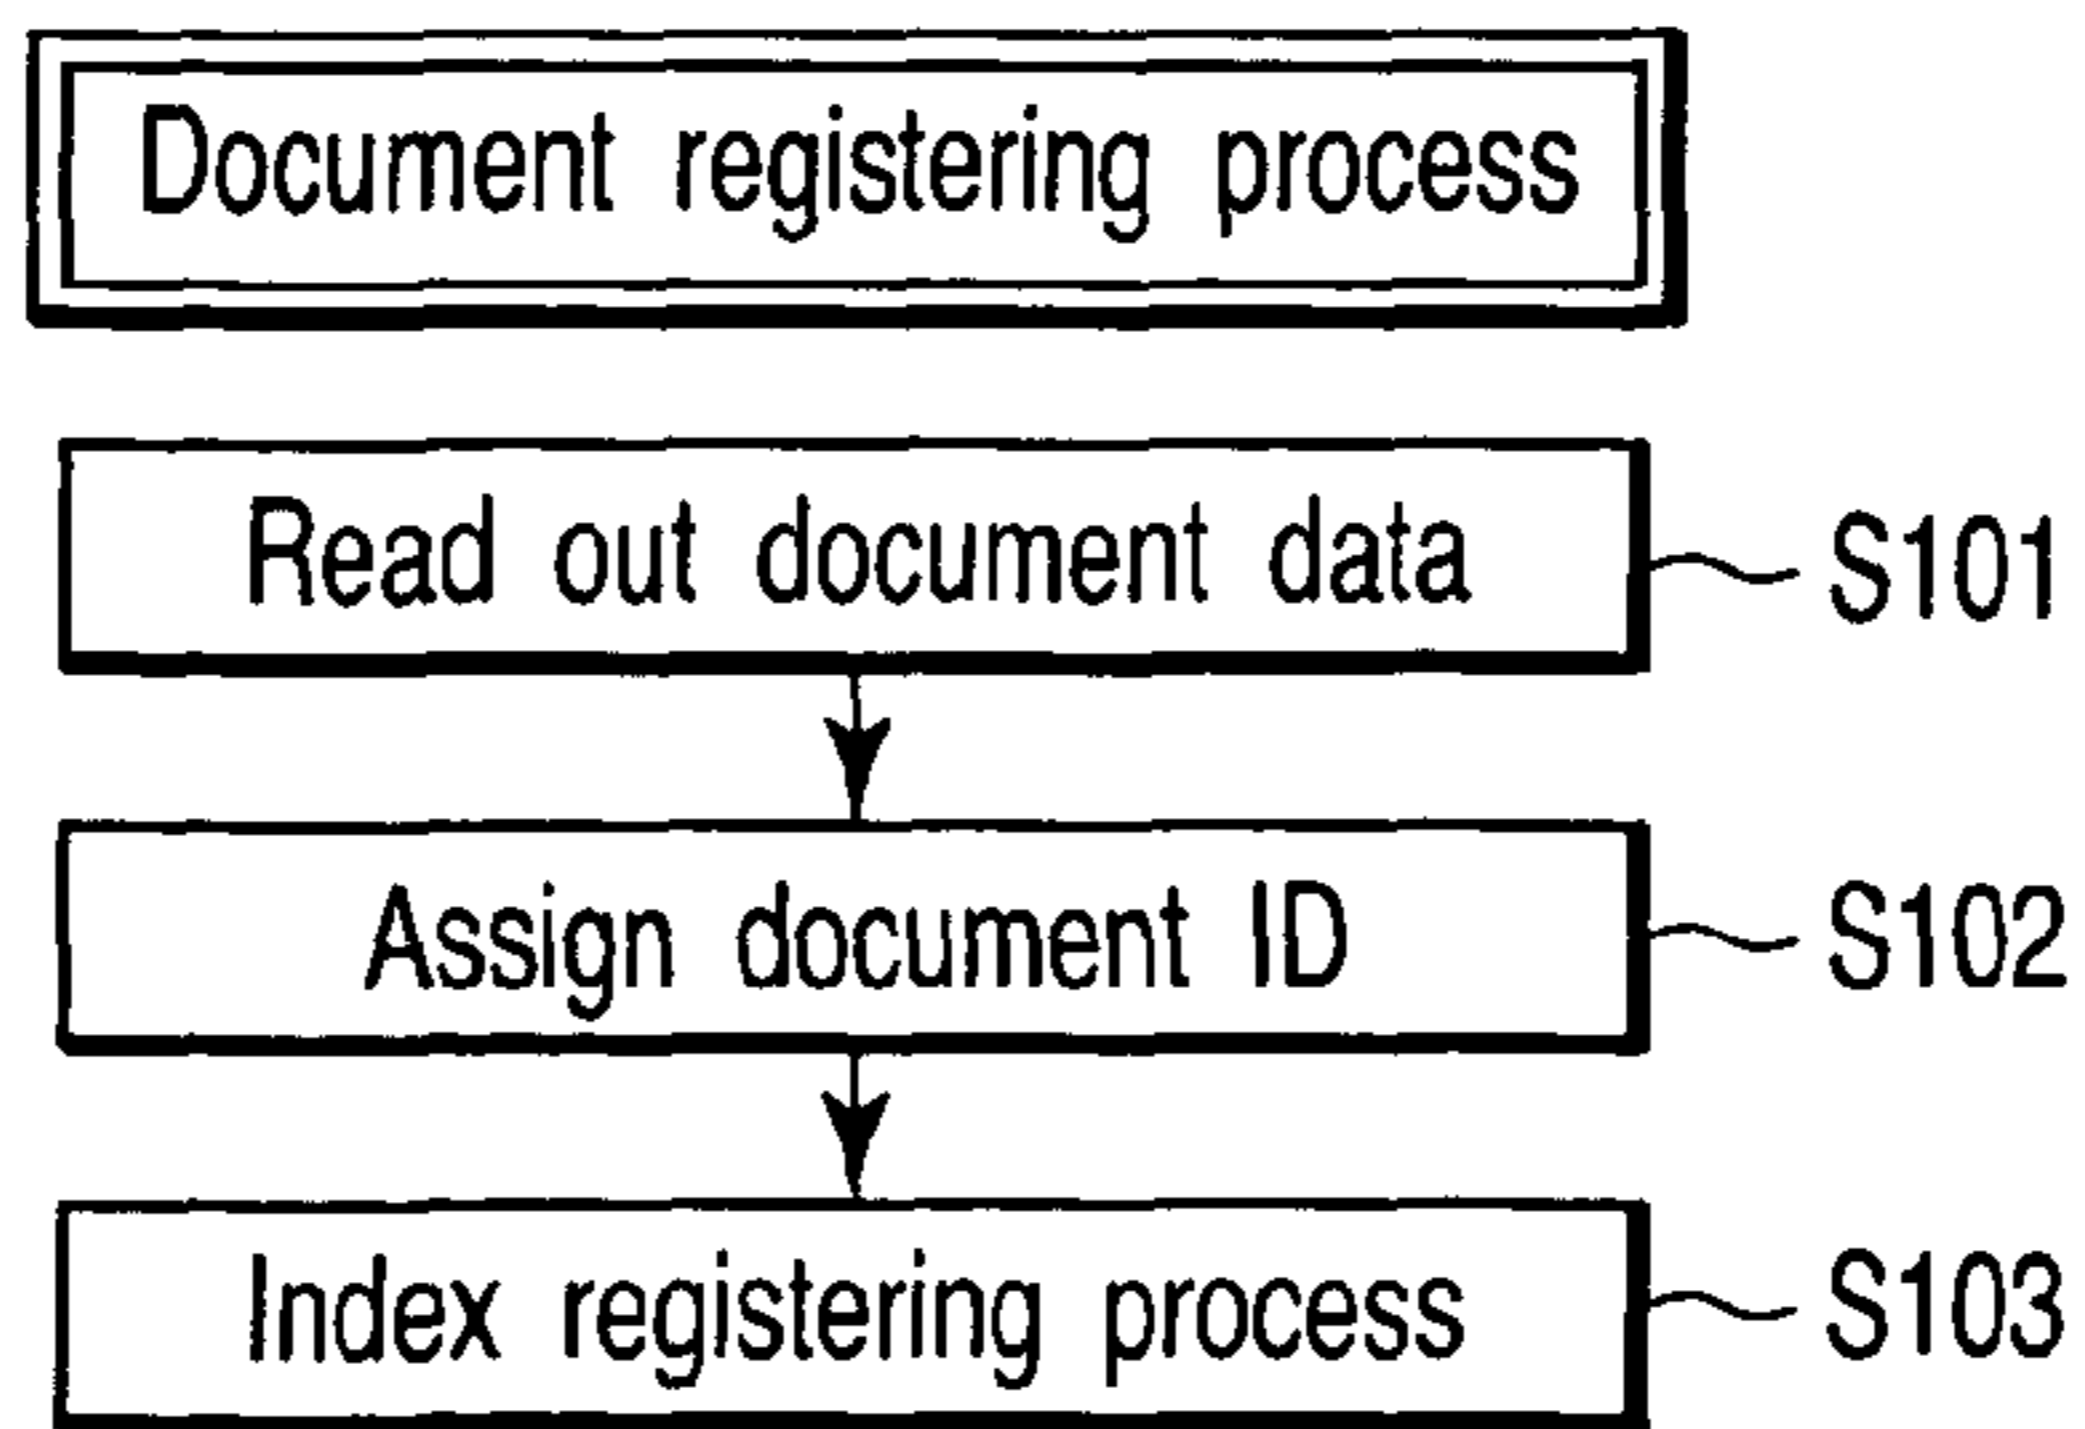 Document registering process
Read out document data
S101
Assign document ID
S102
Index registering process
S103